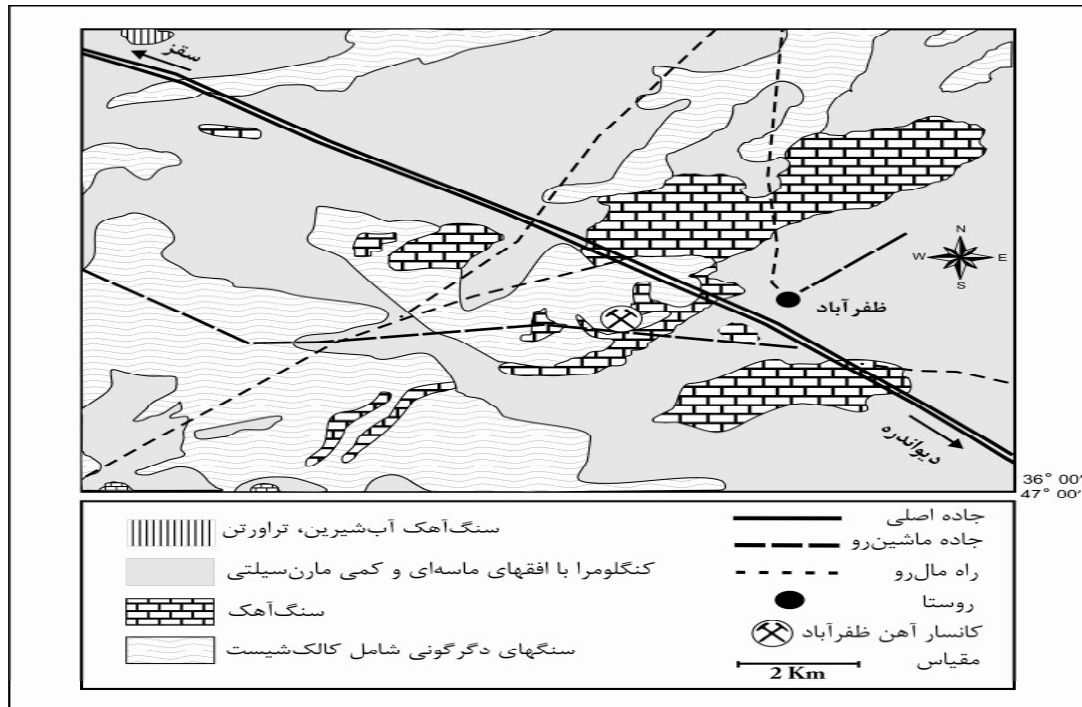 سقز
N
W
E
S
ظفرآباد
دیواندره
36° 00'
47° 00'
جاده اصلی
جاده ماشین‌رو
راه مال‌رو
روستا
کانسار آهن ظفرآباد
مقیاس
2 Km
سنگ‌آهک آب‌شیرین، تراورتن
کنگلومرا با افقهای ماسه‌ای و کمی مارن‌سیلتی
سنگ‌آهک
سنگهای دگرگونی شامل کالک‌شیست